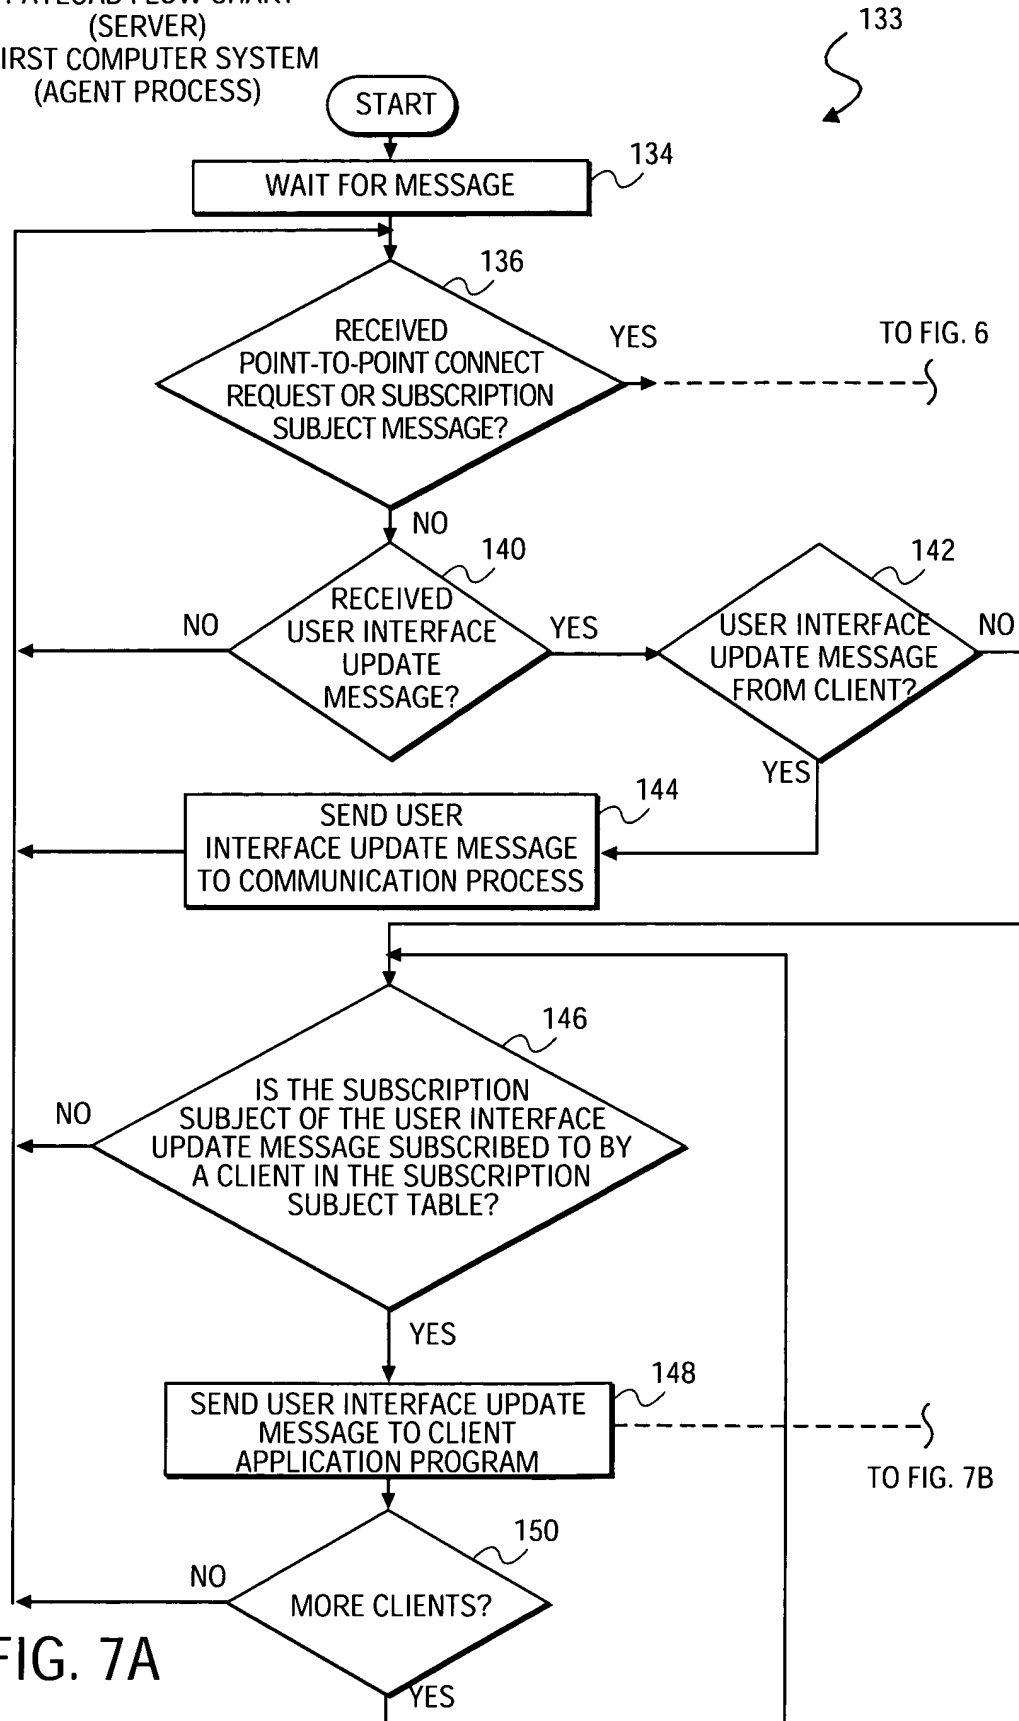 (SERVER)
COMPUTER SYSTEM
(AGENT PROCESS)
133
START
WAIT FOR MESSAGE
134
136
RECEIVED
POINT-TO-POINT CONNECT
REQUEST OR SUBSCRIPTION
SUBJECT MESSAGE?
YES
TO FIG. 6
NO
140
RECEIVED
USER INTERFACE
UPDATE
MESSAGE?
NO
YES
142
USER INTERFACE
UPDATE MESSAGE
FROM CLIENT?
NO
YES
144
SEND USER
INTERFACE UPDATE MESSAGE
TO COMMUNICATION PROCESS
146
IS THE SUBSCRIPTION
SUBJECT OF THE USER INTERFACE
UPDATE MESSAGE SUBSCRIBED TO BY
A CLIENT IN THE SUBSCRIPTION
SUBJECT TABLE?
NO
YES
148
SEND USER INTERFACE UPDATE
MESSAGE TO CLIENT
APPLICATION PROGRAM
TO FIG. 7B
150
MORE CLIENTS?
NO
YES
FIG. 7A